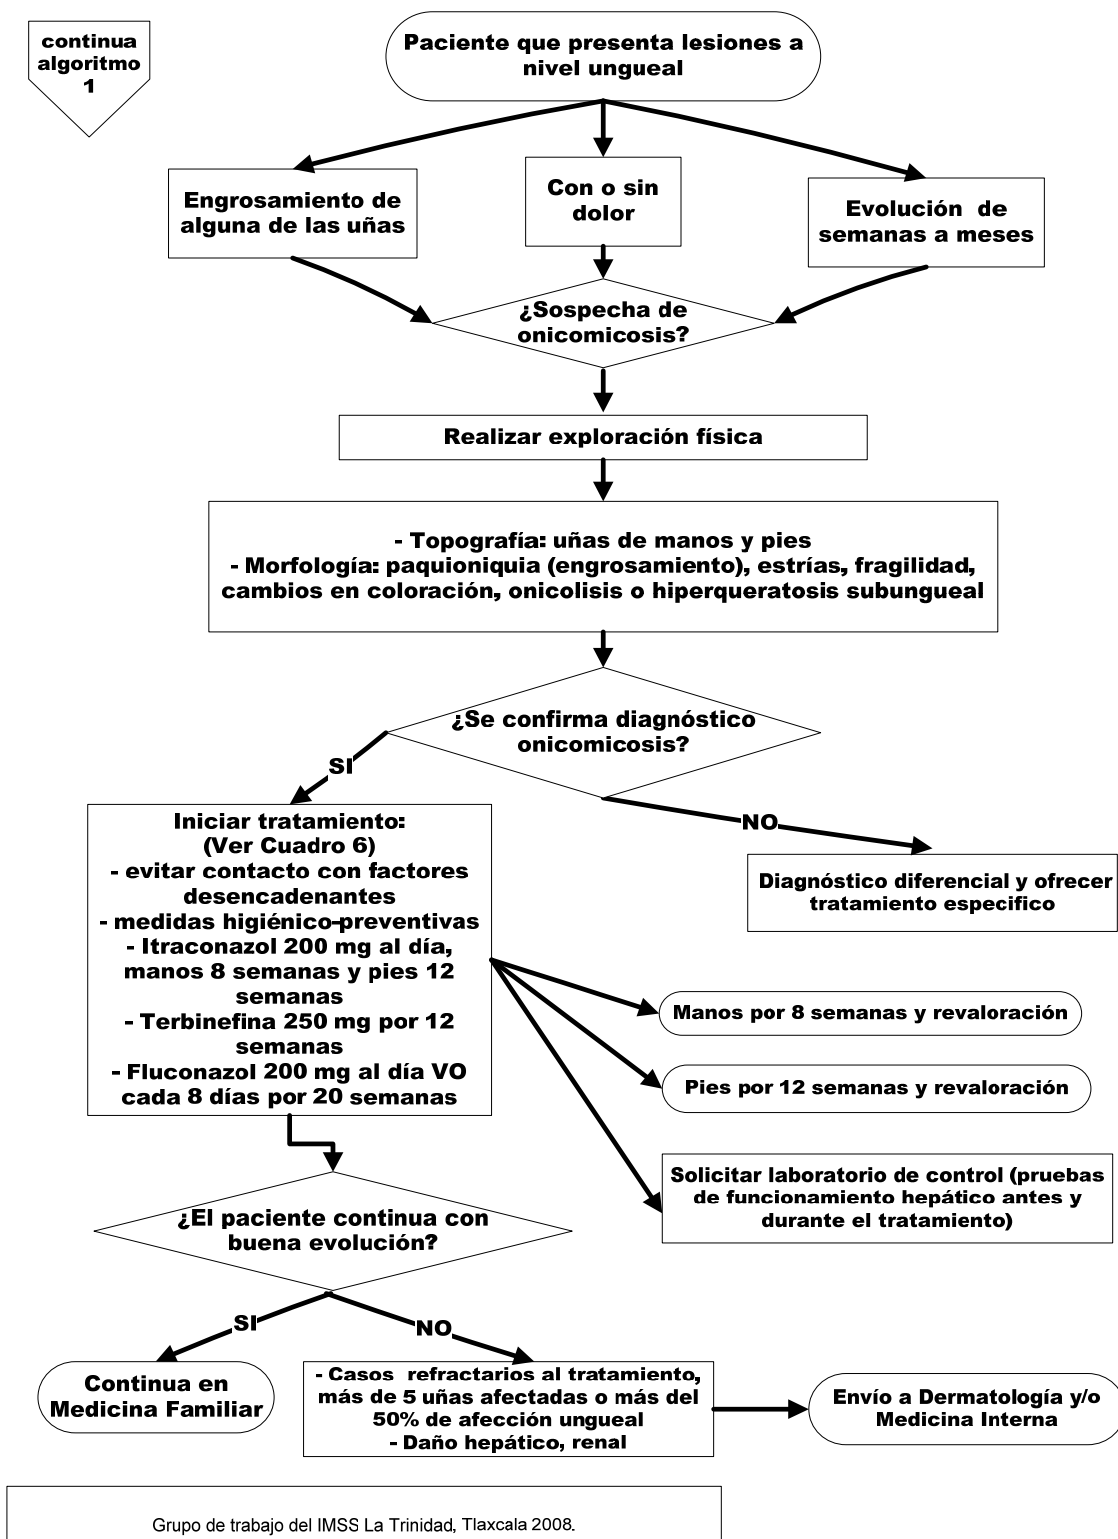 continua
algoritmo
1
Paciente que presenta lesiones a
nivel ungueal
Engrosamiento de
alguna de las uñas
Con o sin
dolor
Evolución de
semanas a meses
¿Sospecha de
onicomicosis?
Realizar exploración física
- Topografía: uñas de manos y pies
- Morfología: paquioniquia (engrosamiento), estrías, fragilidad,
cambios en coloración, onicolisis o hiperqueratosis subungueal
¿Se confirma diagnóstico
onicomicosis?
SI
NO
Iniciar tratamiento:
(Ver Cuadro 6)
- evitar contacto con factores
desencadenantes
- medidas higiénico-preventivas
- Itraconazol 200 mg al día,
manos 8 semanas y pies 12
semanas
- Terbinefina 250 mg por 12
semanas
- Fluconazol 200 mg al día VO
cada 8 días por 20 semanas
Diagnóstico diferencial y ofrecer
tratamiento especifico
Manos por 8 semanas y revaloración
Pies por 12 semanas y revaloración
Solicitar laboratorio de control (pruebas
de funcionamiento hepático antes y
durante el tratamiento)
¿El paciente continua con
buena evolución?
SI
NO
Continua en
Medicina Familiar
- Casos refractarios al tratamiento,
más de 5 uñas afectadas o más del
50% de afección ungueal
- Daño hepático, renal
Envío a Dermatología y/o
Medicina Interna
Grupo de trabajo del IMSS La Trinidad, Tlaxcala 2008.